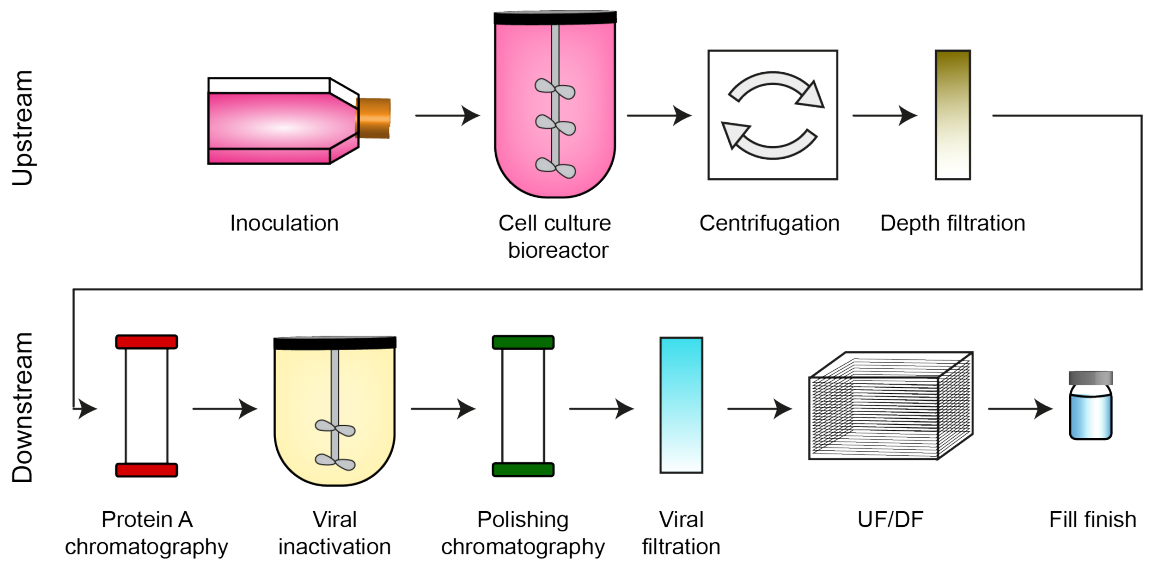 Upstream
Inoculation
Cell culture
bioreactor
Centrifugation
Depth filtration
Downstream
Protein A
chromatography
Viral
inactivation
Polishing
chromatography
Viral
filtration
UF/DF
Fill finish